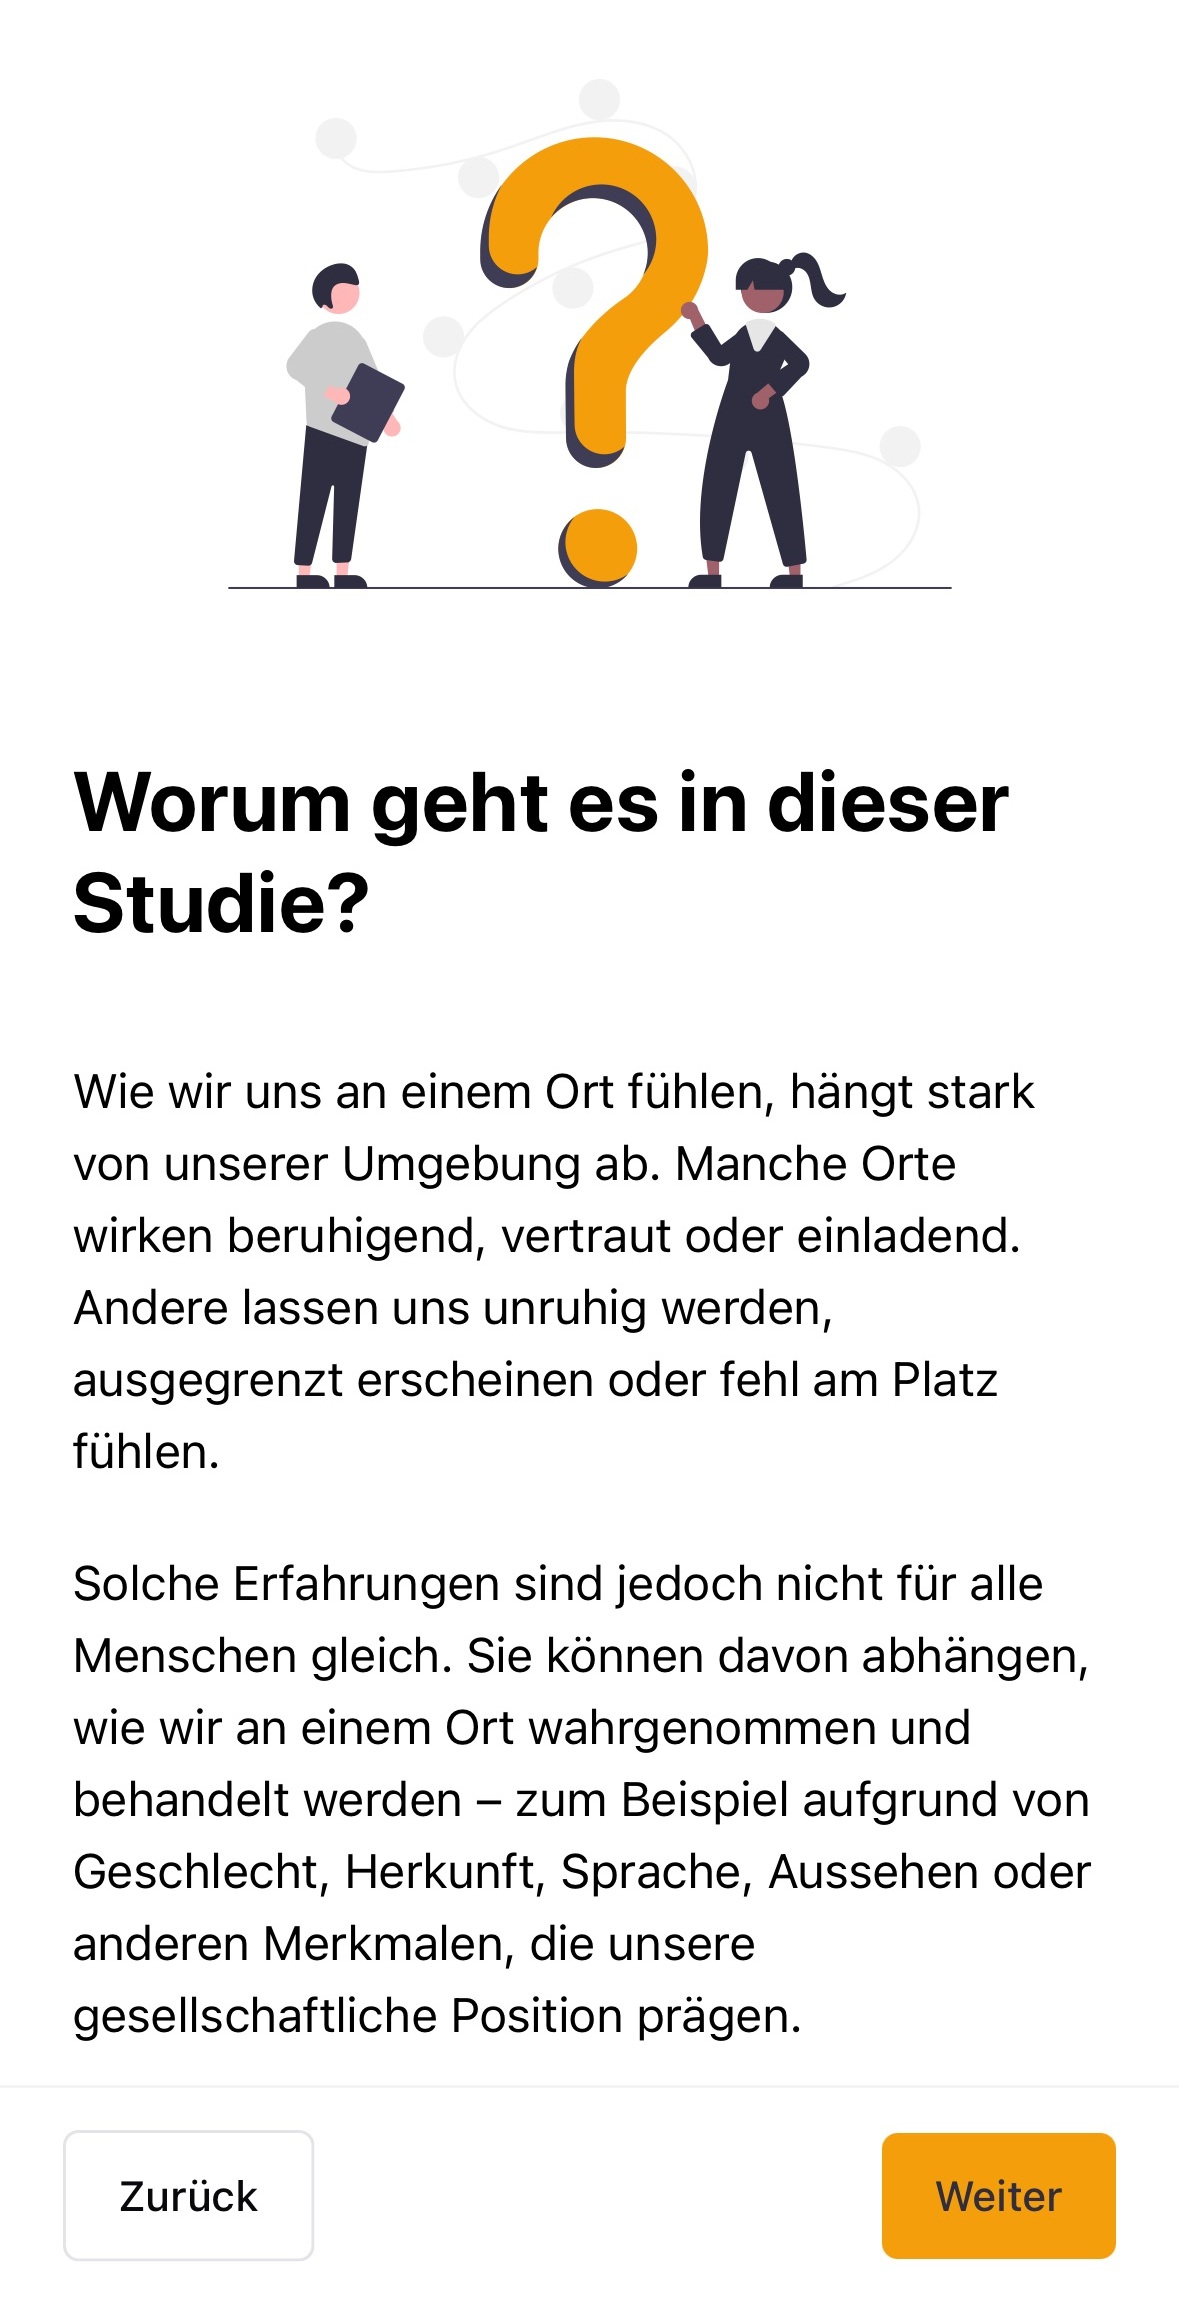 Worum geht es in dieser
Studie?
Wie wir uns an einem Ort fühlen, hängt stark
von unserer Umgebung ab. Manche Orte
wirken beruhigend, vertraut oder einladend.
Andere lassen uns unruhig werden,
ausgegrenzt erscheinen oder fehl am Platz
fühlen.
Solche Erfahrungen sind jedoch nicht für alle
Menschen gleich. Sie können davon abhängen,
wie wir an einem Ort wahrgenommen und
behandelt werden – zum Beispiel aufgrund von
Geschlecht, Herkunft, Sprache, Aussehen oder
anderen Merkmalen, die unsere
gesellschaftliche Position prägen.
Zurück
Weiter